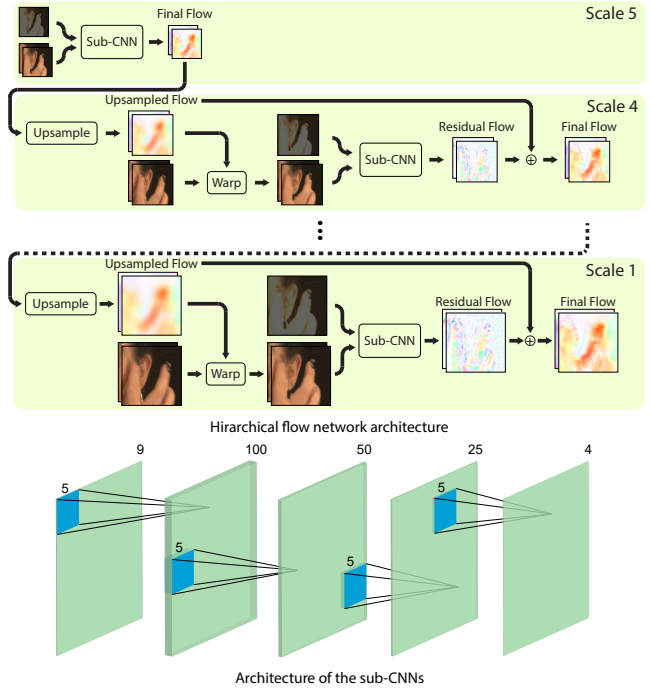 Final Flow
Scale 5
Sub-CNN
Upsampled Flow
Scale 4
Upsample
Residual Flow
Final Flow
Sub-CNN
Warp
Upsampled Flow
Scale 1
Upsample
Residual Flow
Final Flow
Sub-CNN
Warp
Hirarchical flow network architecture
9
100
50
25
4
5
5
5
5
Architecture of the sub-CNNs